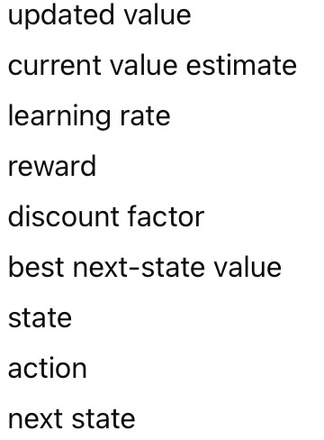 updated value
current value estimate
learning rate
reward
discount factor
best next-state value
state
action
next state